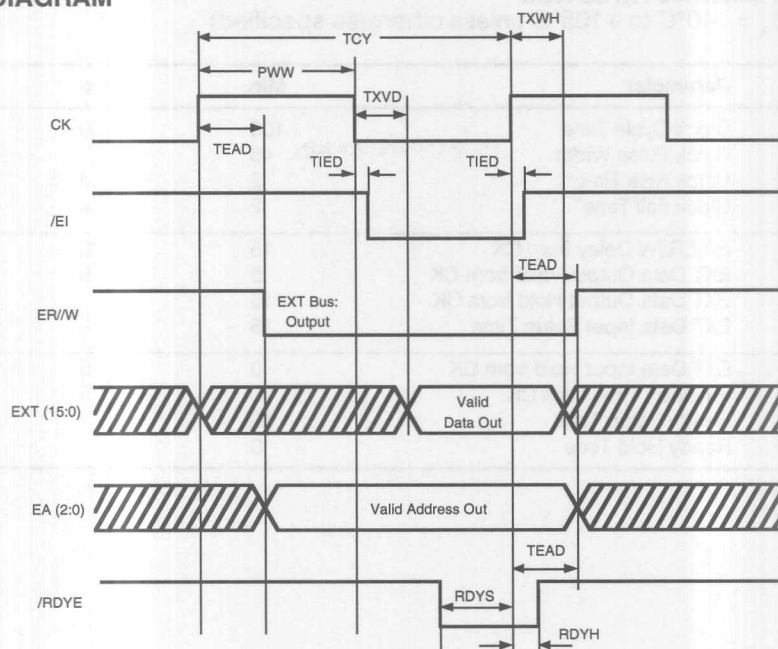 DIAGRAM
TCY
TXWH
PWW
TXVD
CK
TEAD
TIED
TIED
/EI
TEAD
ER//W
EXT Bus:
Output
EXT (15:0)
Valid
Data Out
EA (2:0)
Valid Address Out
TEAD
/RDYE
RDYS
RDYH